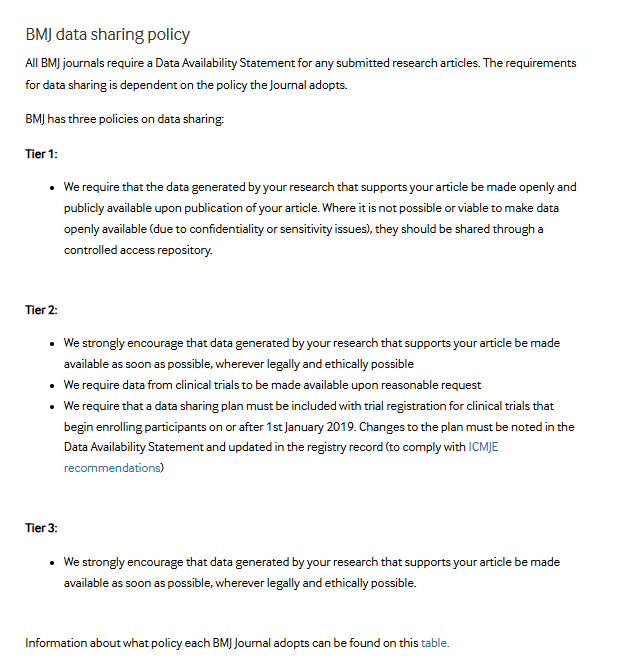 BMJ data sharing policy
All BMJ journals require a Data Availability Statement for any submitted research articles. The requirements
for data sharing is dependent on the policy the Journal adopts.
BMJ has three policies on data sharing:
Tier 1:
• We require that the data generated by your research that supports your article be made openly and
publicly available upon publication of your article. Where it is not possible or viable to make data
openly available (due to confidentiality or sensitivity issues), they should be shared through a
controlled access repository.
Tier 2:
• We strongly encourage that data generated by your research that supports your article be made
available as soon as possible, wherever legally and ethically possible
• We require data from clinical trials to be made available upon reasonable request
• We require that a data sharing plan must be included with trial registration for clinical trials that
begin enrolling participants on or after 1st January 2019. Changes to the plan must be noted in the
Data Availability Statement and updated in the registry record (to comply with ICMJE
recommendations)
Tier 3:
• We strongly encourage that data generated by your research that supports your article be made
available as soon as possible, wherever legally and ethically possible.
Information about what policy each BMJ Journal adopts can be found on this table.